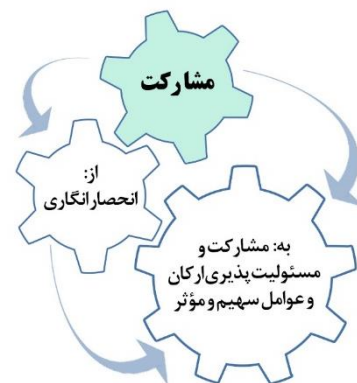 مشارکت
از:
انحصارانگاری
به: مشارکت و
مسئولیت‌پذیری ارکان
و عوامل سهیم و مؤثر